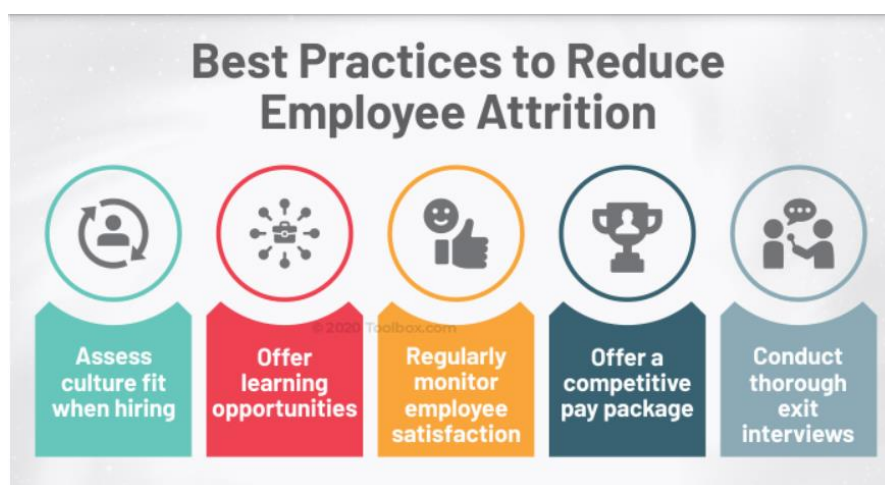 Best Practices to Reduce
Employee Attrition
© 2020 Toolbox.com
Assess
culture fit
when hiring
Offer
learning
opportunities
Regularly
monitor
employee
satisfaction
Offer a
competitive
pay package
Conduct
thorough
exit
interviews